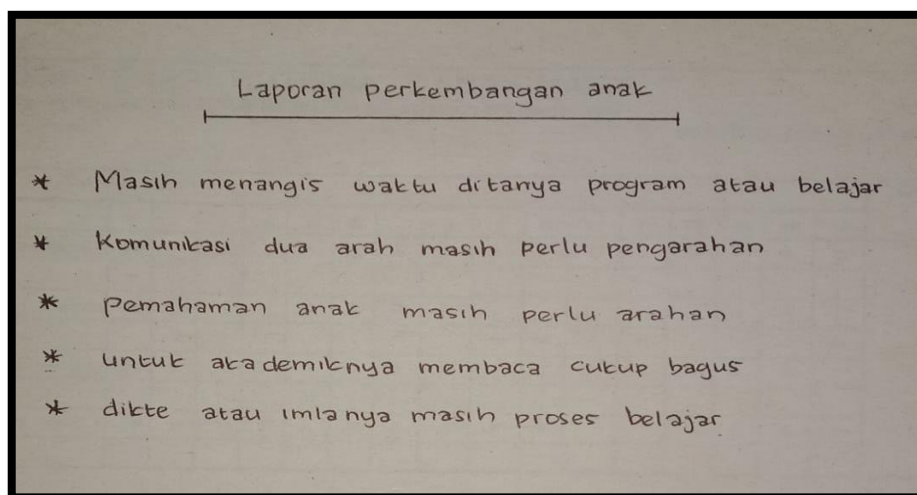 Laporan perkembangan anak
* Masih menangis waktu ditanya program atau belajar
* Komunikasi dua arah masih perlu pengarahan
* Pemahaman anak masih perlu arahan
* untuk akademiknya membaca cukup bagus
* dikte atau imlanya masih proses belajar